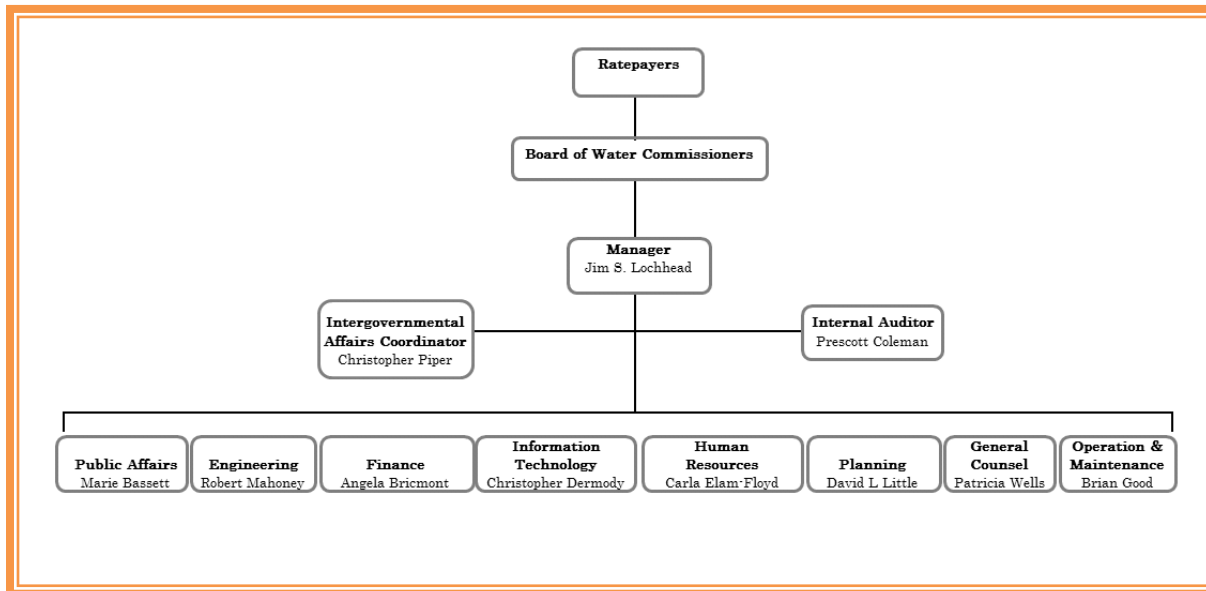 Ratepayers
Board of Water Commissioners
Manager
Jim S. Lochhead
Intergovernmental
Affairs Coordinator
Christopher Piper
Internal Auditor
Prescott Coleman
Public Affairs
Marie Bassett
Engineering
Robert Mahoney
Finance
Angela Bricmont
Information
Technology
Christopher Dermody
Human
Resources
Carla Elam-Floyd
Planning
David L Little
General
Counsel
Patricia Wells
Operation &
Maintenance
Brian Good